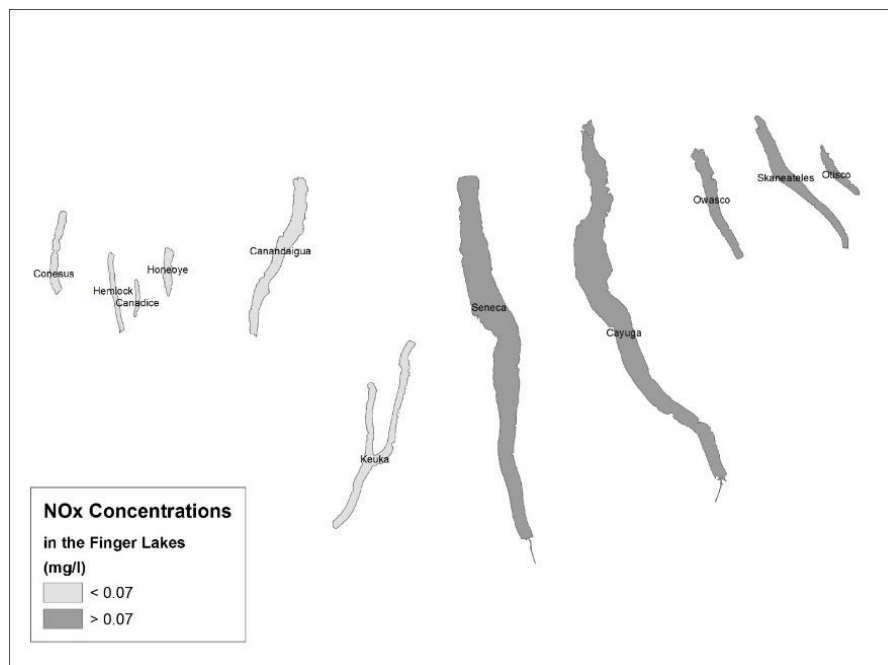 Otisco
Skaneateles
Owasco
Canandaigua
Honeoye
Conesus
Hemlock
Canadice
Seneca
Cayuga
Keuka
NOx Concentrations
in the Finger Lakes
(mg/l)
< 0.07
> 0.07